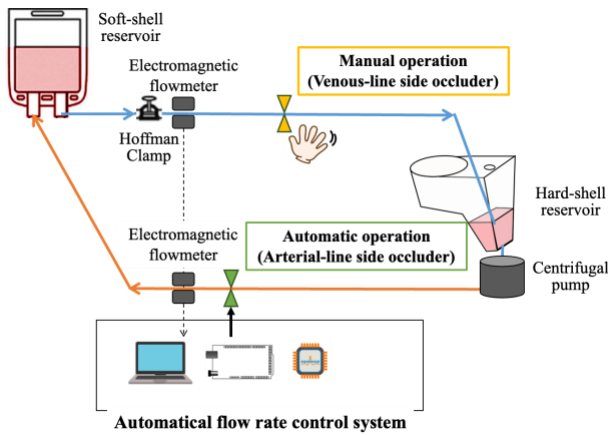 Soft-shell
reservoir
Electromagnetic
flowmeter
Manual operation
(Venous-line side occluder)
Hoffman
Clamp
Hard-shell
reservoir
Electromagnetic
flowmeter
Automatic operation
(Arterial-line side occluder)
Centrifugal
pump
Automatical flow rate control system